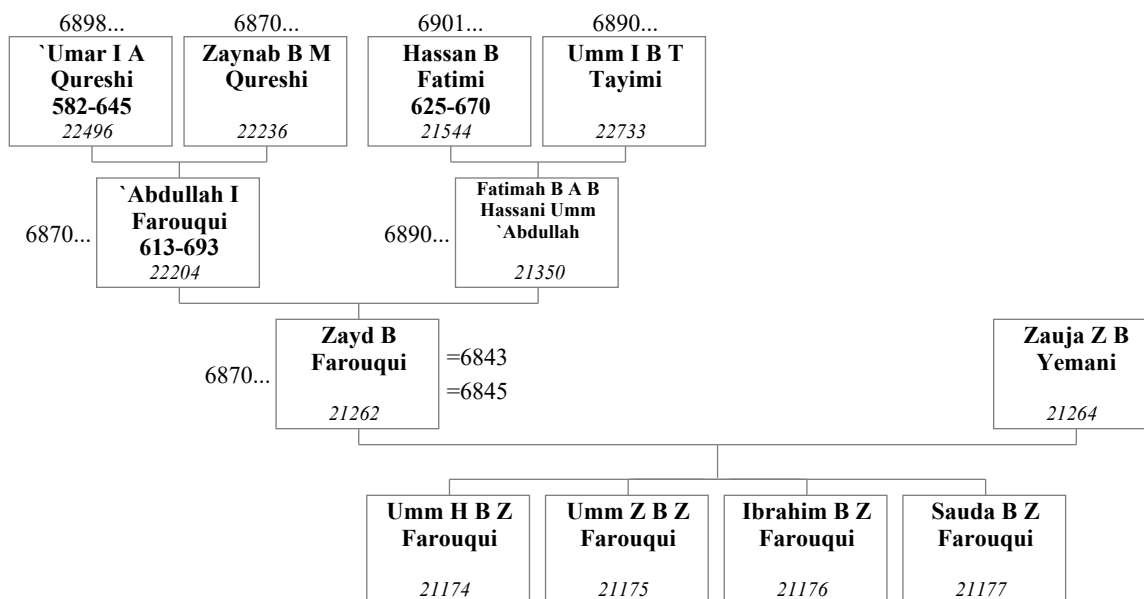 6898...
6870...
6901...
6890...
`Umar I A
Qureshi
582-645
22496
Zaynab B M
Qureshi
22236
Hassan B
Fatimi
625-670
21544
Umm I B T
Tayimi
22733
6870...
`Abdullah I
Farouqui
613-693
22204
6890...
Fatimah B A B
Hassani Umm
`Abdullah
21350
6870...
Zayd B
Farouqui
21262
=6843
=6845
Zauja Z B
Yemani
21264
Umm H B Z
Farouqui
21174
Umm Z B Z
Farouqui
21175
Ibrahim B Z
Farouqui
21176
Sauda B Z
Farouqui
21177